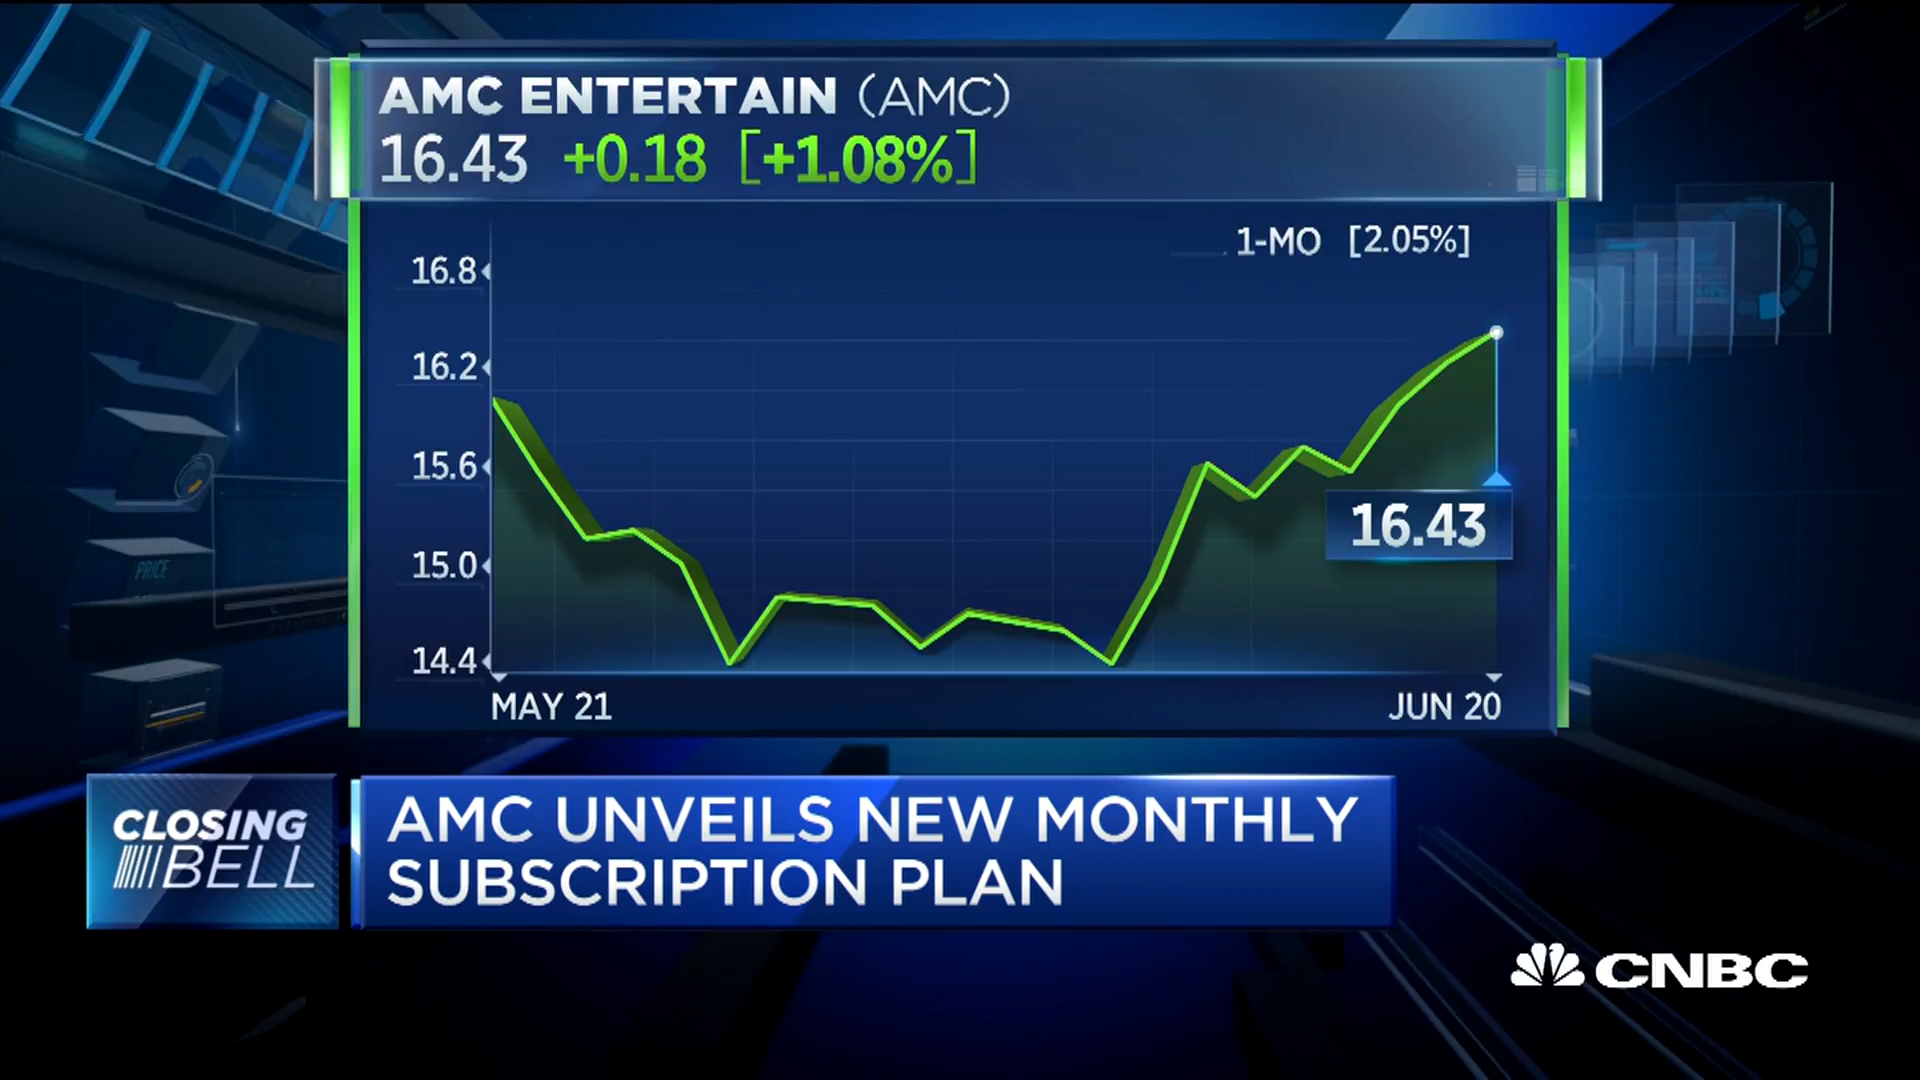 AMC ENTERTAIN (AMC)
16.43 +0.18 [+1.08%]
1-MO [2.05%]
16.8
16.2
15.6
15.0
14.4
16.43
MAY 21
JUN 20
PRICE
CLOSING
BELL
AMC UNVEILS NEW MONTHLY
SUBSCRIPTION PLAN
CNBC